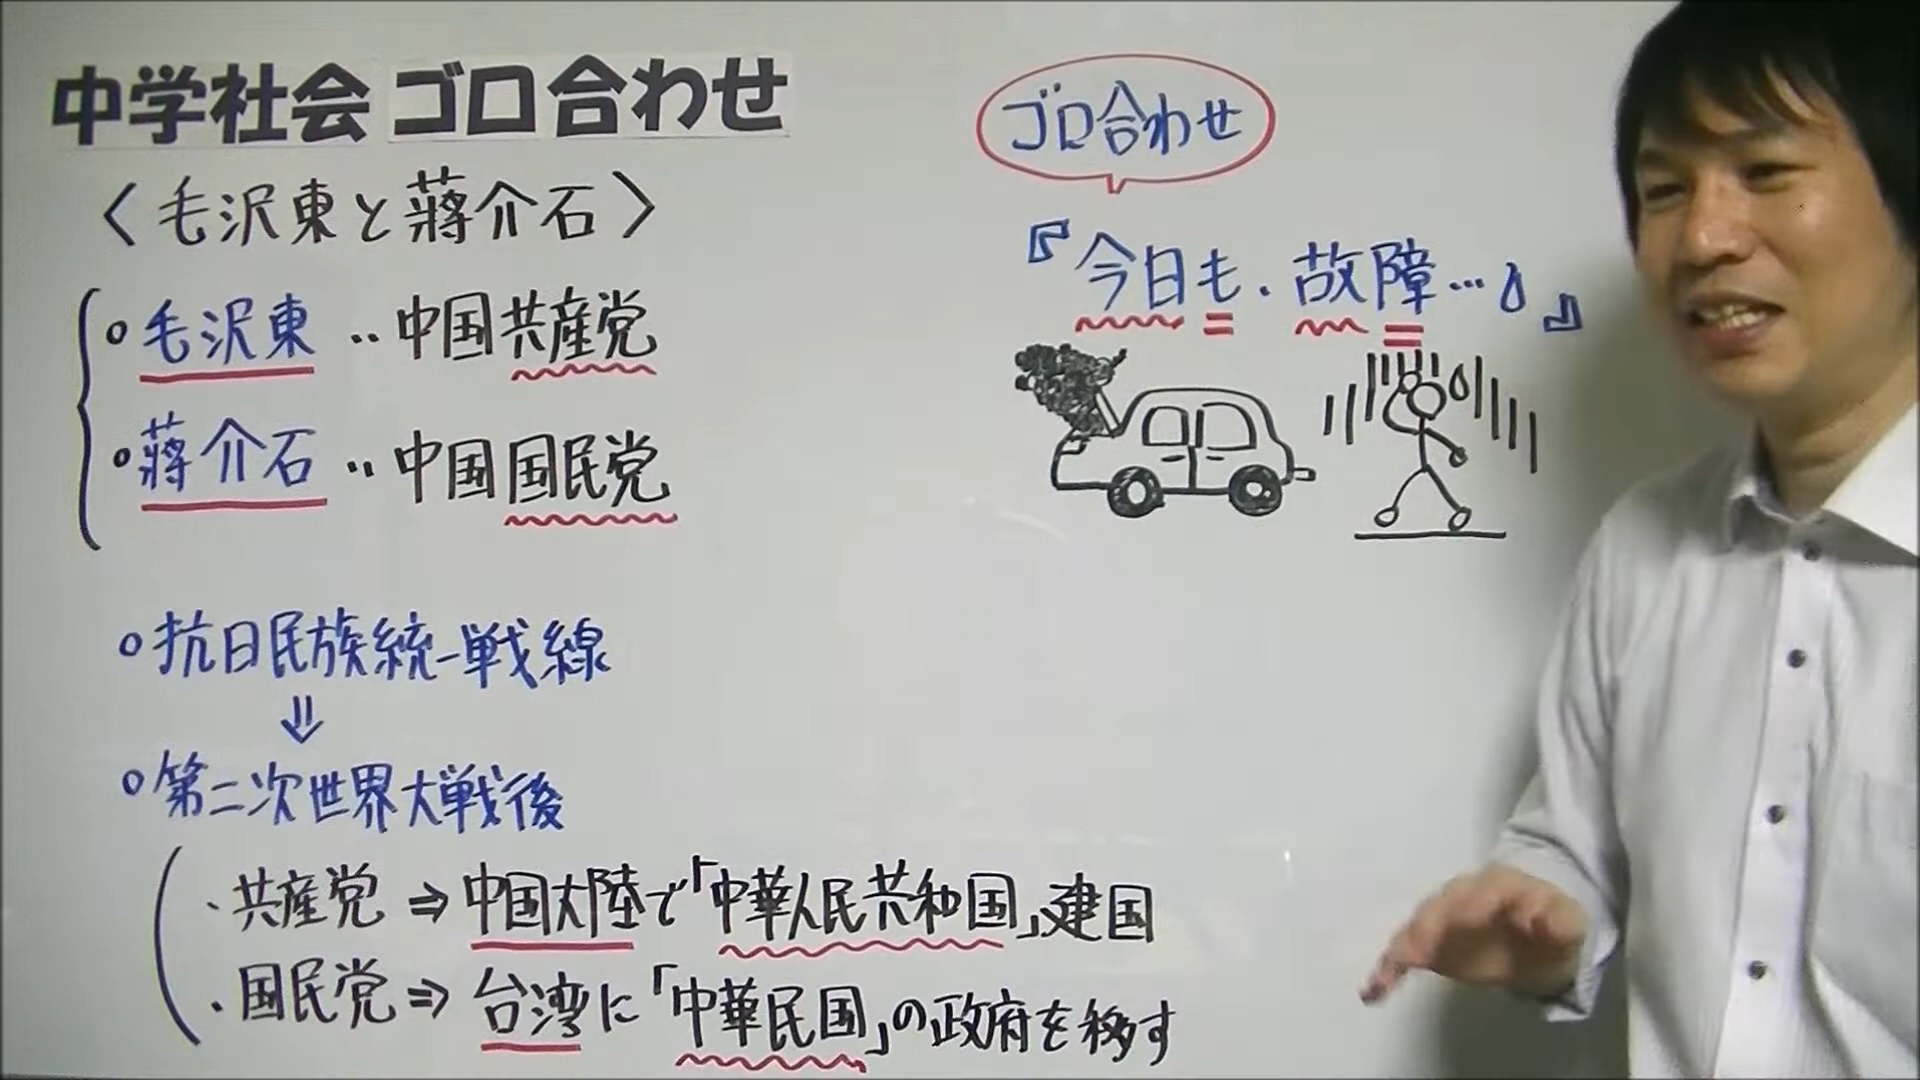 中学社会 ゴロ合わせ
〈毛沢東と蔣介石〉
○毛沢東‥中国共産党
○蔣介石‥中国国民党
○抗日民族統一戦線
⇓
○第二次世界大戦後
・共産党⇒中国大陸で「中華人民共和国」建国
・国民党⇒台湾に「中華民国」の政府を移す
ゴロ合わせ
『今日も.故障…』